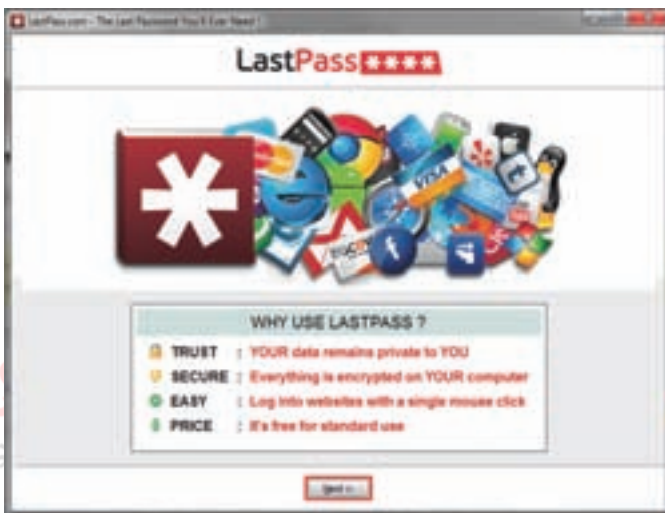 LastPass.com - The Last Password You'll Ever Need!
LastPass ****
VISA
WHY USE LASTPASS ?
TRUST : YOUR data remains private to YOU
SECURE : Everything is encrypted on YOUR computer
EASY : Log into websites with a single mouse click
PRICE : It's free for standard use
Next >